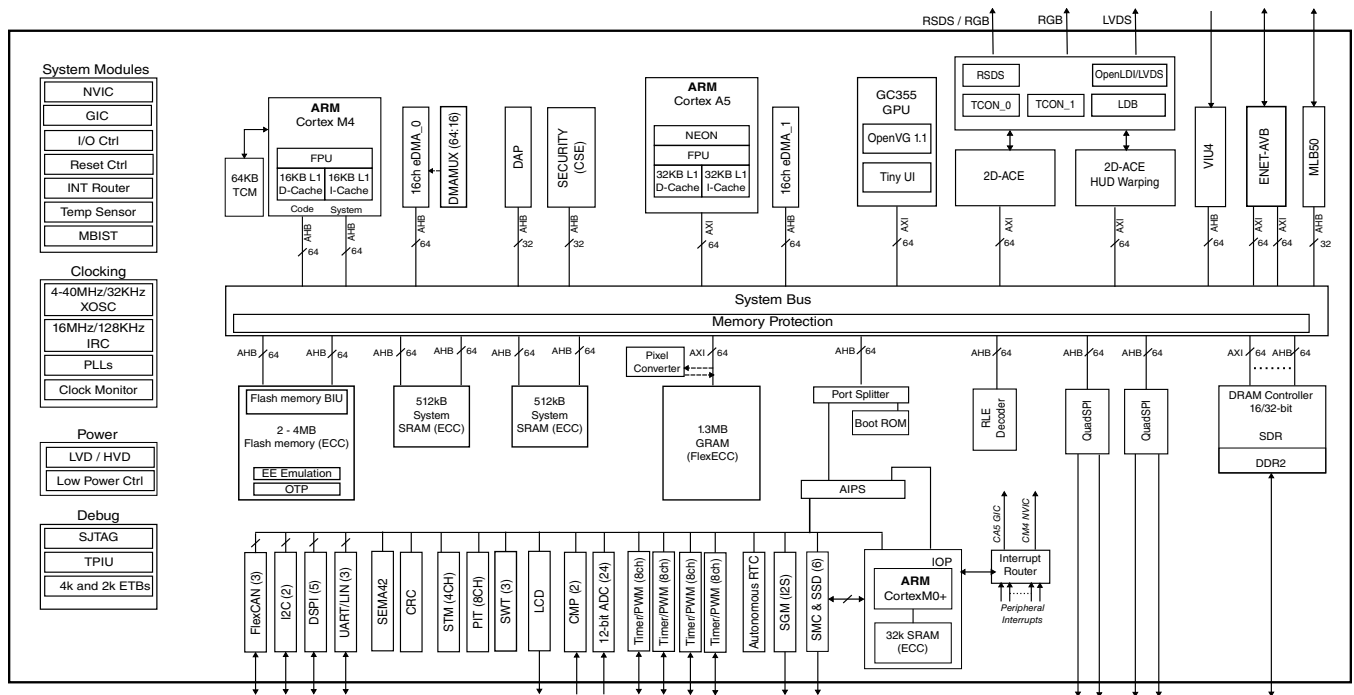 RSDS / RGB
RGB
LVDS
System Modules
NVIC
GIC
I/O Ctrl
Reset Ctrl
INT Router
Temp Sensor
MBIST
Clocking
4-40MHz/32KHz
XOSC
16MHz/128KHz
IRC
PLLs
Clock Monitor
Power
LVD / HVD
Low Power Ctrl
Debug
SJTAG
TPIU
4k and 2k ETBs
64KB
TCM
ARM
Cortex M4
FPU
16KB L1
D-Cache
16KB L1
I-Cache
Code
System
AHB
64
AHB
64
16ch eDMA_0
DMAMUX (64:16)
AHB
64
DAP
AHB
32
SECURITY
(CSE)
AHB
32
ARM
Cortex A5
NEON
FPU
32KB L1
D-Cache
32KB L1
I-Cache
AXI
64
16ch eDMA_1
AHB
64
GC355
GPU
OpenVG 1.1
Tiny UI
AXI
64
RSDS
OpenLDI/LVDS
TCON_0
TCON_1
LDB
2D-ACE
AXI
64
2D-ACE
HUD Warping
AXI
64
VIU4
AHB
64
ENET-AVB
AXI
64
AXI
64
MLB50
AHB
32
System Bus
Memory Protection
AHB
64
AHB
64
Flash memory BIU
2 - 4MB
Flash memory (ECC)
EE Emulation
OTP
AHB
64
AHB
64
512kB
System
SRAM (ECC)
AHB
64
AHB
64
512kB
System
SRAM (ECC)
Pixel
Converter
AXI
64
1.3MB
GRAM
(FlexECC)
AHB
64
Port Splitter
Boot ROM
AIPS
AHB
64
RLE
Decoder
AHB
64
QuadSPI
AHB
64
QuadSPI
AXI
64
AHB
64
DRAM Controller
16/32-bit
SDR
DDR2
FlexCAN (3)
I2C (2)
DSPI (5)
UART/LIN (3)
SEMA42
CRC
STM (4CH)
PIT (8CH)
SWT (3)
LCD
CMP (2)
12-bit ADC (24)
Timer/PWM (8ch)
Timer/PWM (8ch)
Timer/PWM (8ch)
Timer/PWM (8ch)
Autonomous RTC
SGM (I2S)
SMC & SSD (6)
IOP
ARM
CortexM0+
32k SRAM
(ECC)
CA5 GIC
CM4 NVIC
Interrupt
Router
Peripheral
Interrupts